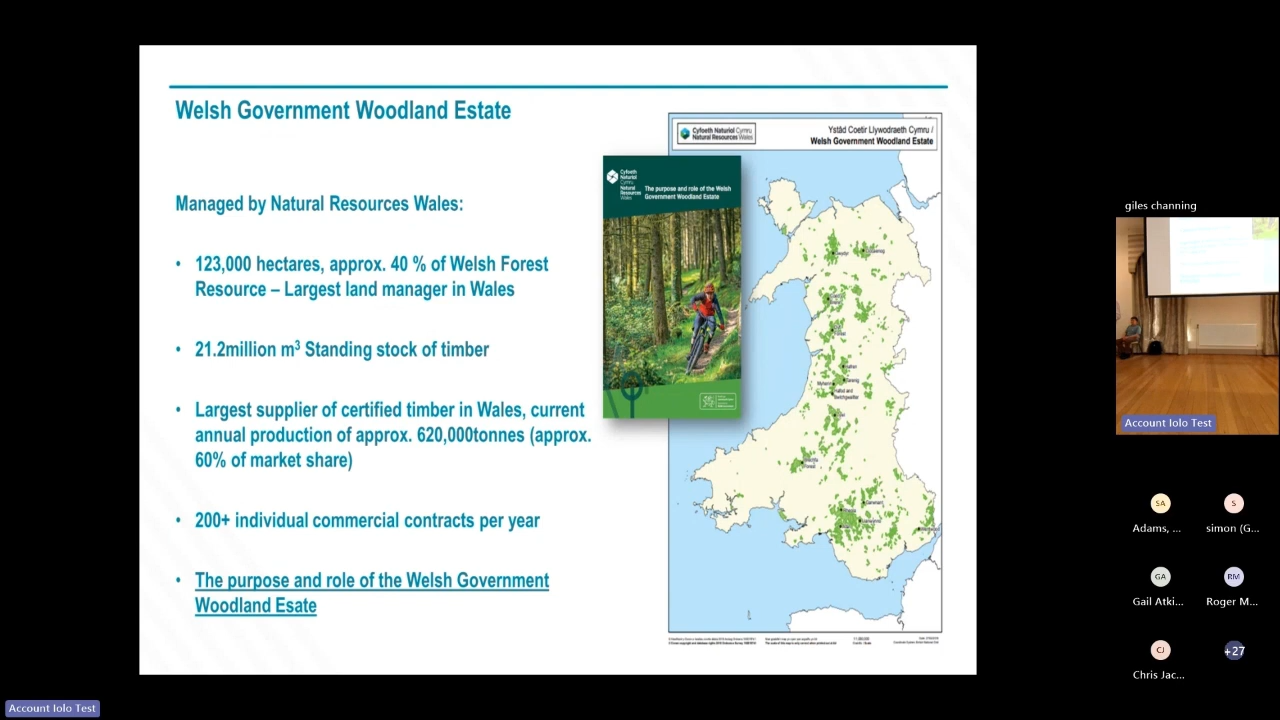 Welsh Government Woodland Estate
Managed by Natural Resources Wales:
• 123,000 hectares, approx. 40 % of Welsh Forest
Resource – Largest land manager in Wales
• 21.2million m³ Standing stock of timber
• Largest supplier of certified timber in Wales, current
annual production of approx. 620,000tonnes (approx.
60% of market share)
• 200+ individual commercial contracts per year
• The purpose and role of the Welsh Government
Woodland Esate
Cyfoeth
Naturiol
Cymru
Natural
Resources
Wales
The purpose and role of the Welsh
Government Woodland Estate
Cyfoeth Naturiol Cymru
Natural Resources Wales
Ystâd Coetir Llywodraeth Cymru /
Welsh Government Woodland Estate
giles channing
Account Iolo Test
SA
Adams, ...
S
simon (G...
GA
Gail Atki...
RM
Roger M...
CJ
Chris Jac...
+27
Account Iolo Test